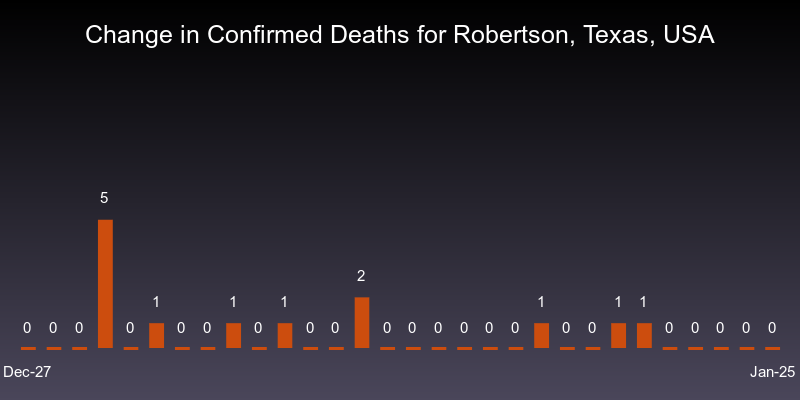 Change in Confirmed Deaths for Robertson, Texas, USA
5
2
1 1 1 1 1 1
0 0 0 0 0 0 0 0 0 0 0 0 0 0 0 0 0 0 0 0 0 0
Dec-27 Jan-25